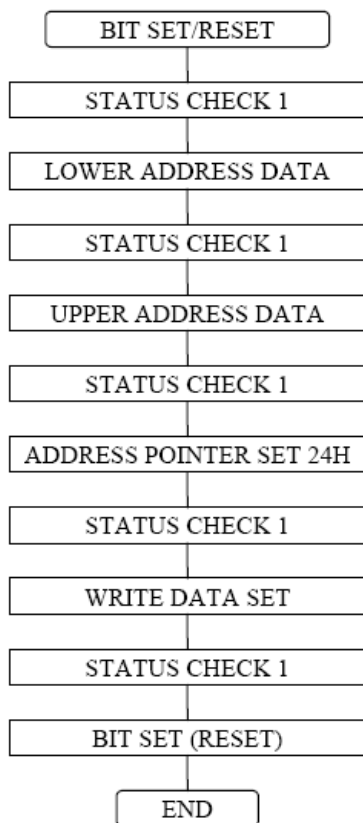 BIT SET/RESET
STATUS CHECK 1
LOWER ADDRESS DATA
STATUS CHECK 1
UPPER ADDRESS DATA
STATUS CHECK 1
ADDRESS POINTER SET 24H
STATUS CHECK 1
WRITE DATA SET
STATUS CHECK 1
BIT SET (RESET)
END